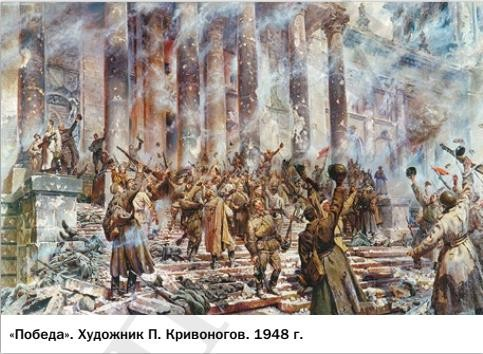 «Победа». Художник П. Кривоногов. 1948 г.